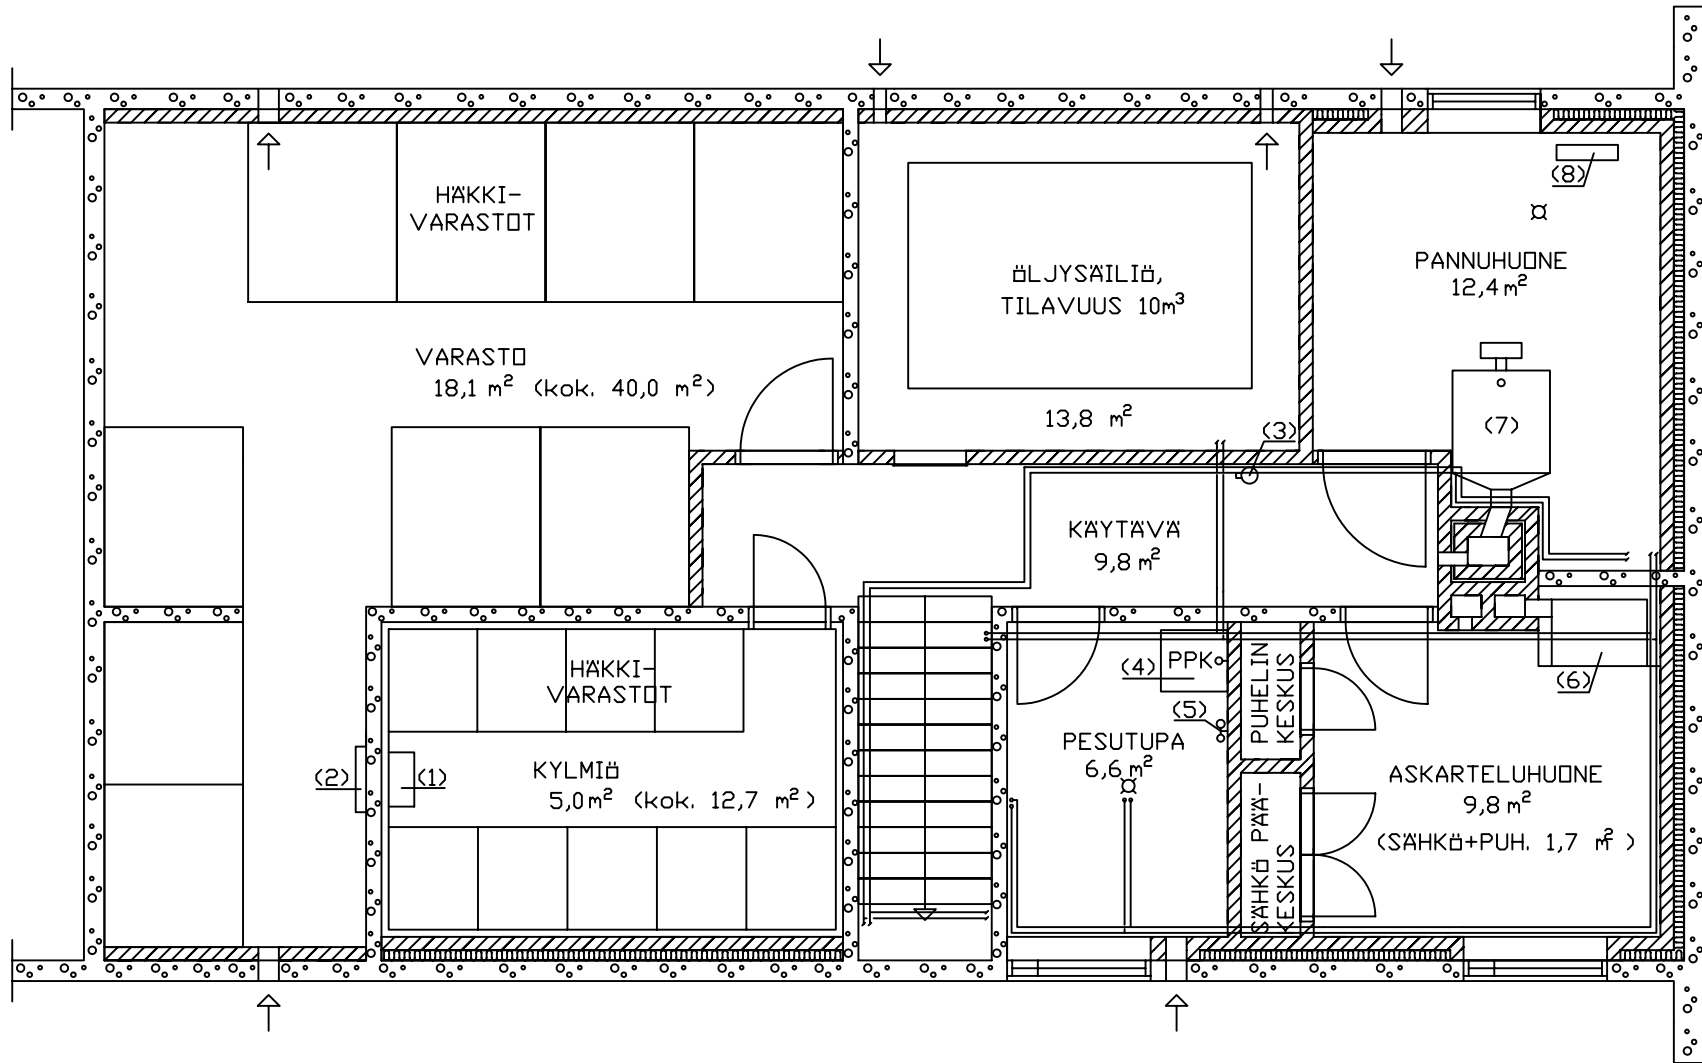 HÄKKI-
VARASTOT
VARASTO
18,1 m² (kok. 40,0 m²)
ÖLJYSÄILIÖ,
TILAVUUS 10m³
13,8 m²
(8)
PANNUHUONE
12,4 m²
(7)
(3)
KÄYTÄVÄ
9,8 m²
HÄKKI-
VARASTOT
(2)
(1)
KYLMIÖ
5,0 m² (kok. 12,7 m²)
(4)
PPK
(5)
PESUTUPA
6,6 m²
PUHELIN
KESKUS
SÄHKÖ PÄÄ-
KESKUS
(6)
ASKARTELUHUONE
9,8 m²
(SÄHKÖ+PUH. 1,7 m²)